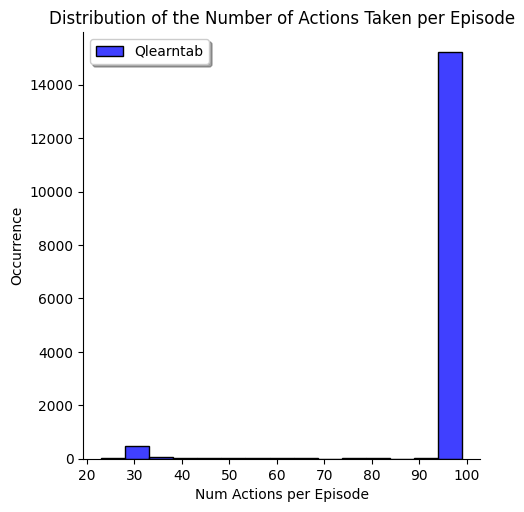 Distribution of the Number of Actions Taken per Episode
Qlearntab
14000
12000
10000
8000
6000
4000
2000
0
20 30 40 50 60 70 80 90 100
Occurrence
Num Actions per Episode